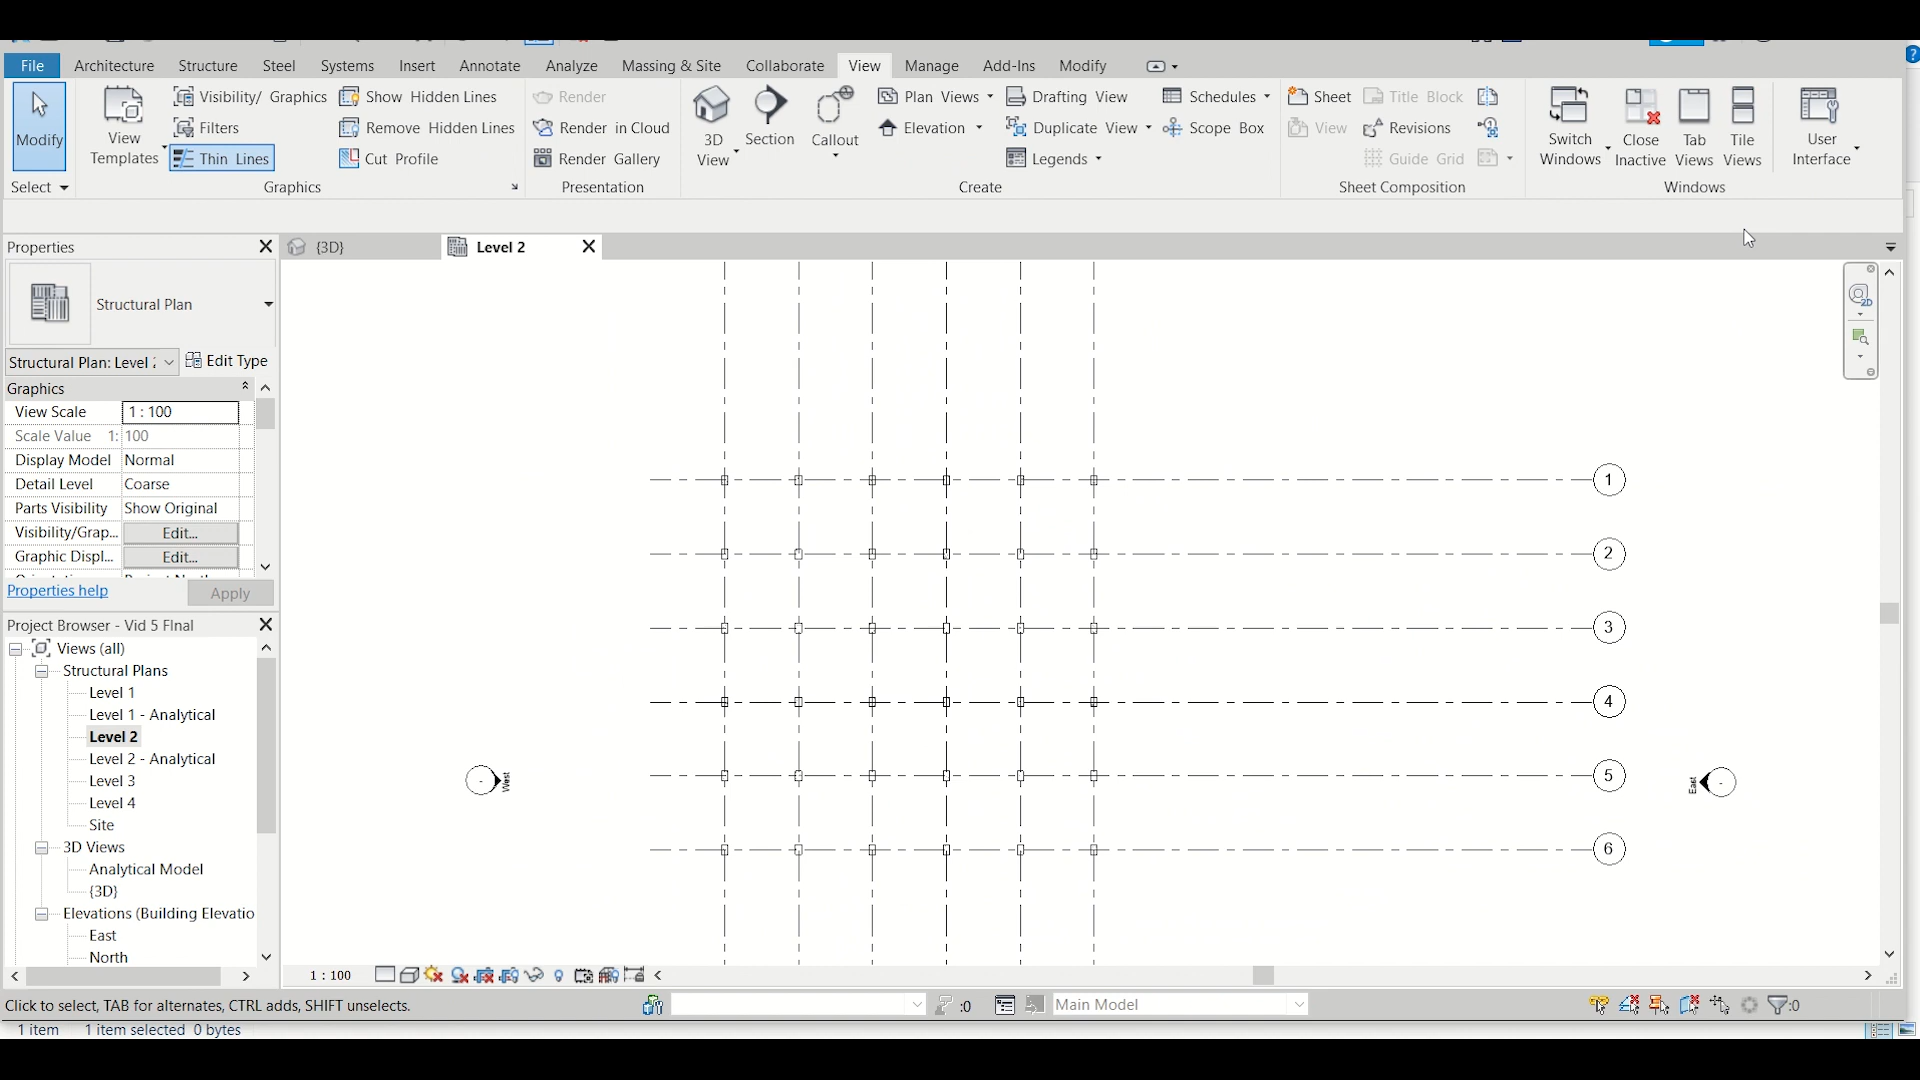 File Architecture Structure Steel Systems Insert Annotate Analyze Massing & Site Collaborate View Manage Add-Ins Modify
Modify
Select
View
Templates
Visibility/ Graphics
Filters
Thin Lines
Show Hidden Lines
Remove Hidden Lines
Cut Profile
Graphics
Render
Render in Cloud
Render Gallery
Presentation
3D
View
Section
Callout
Plan Views
Elevation
Drafting View
Duplicate View
Legends
Schedules
Scope Box
Create
Sheet
View
Title Block
Revisions
Guide Grid
Sheet Composition
Switch
Windows
Close
Inactive
Tab
Views
Tile
Views
Windows
User
Interface
Properties
{3D}
Level 2
Structural Plan
Structural Plan: Level
Edit Type
Graphics
View Scale 1 : 100
Scale Value 1: 100
Display Model Normal
Detail Level Coarse
Parts Visibility Show Original
Visibility/Grap... Edit...
Graphic Displ... Edit...
Properties help
Apply
Project Browser - Vid 5 FInal
Views (all)
Structural Plans
Level 1
Level 1 - Analytical
Level 2
Level 2 - Analytical
Level 3
Level 4
Site
3D Views
Analytical Model
{3D}
Elevations (Building Elevatio
East
North
2D
1
2
3
4
5
6
West
East
1 : 100
Click to select, TAB for alternates, CTRL adds, SHIFT unselects.
:0
Main Model
:0
1 item 1 item selected 0 bytes